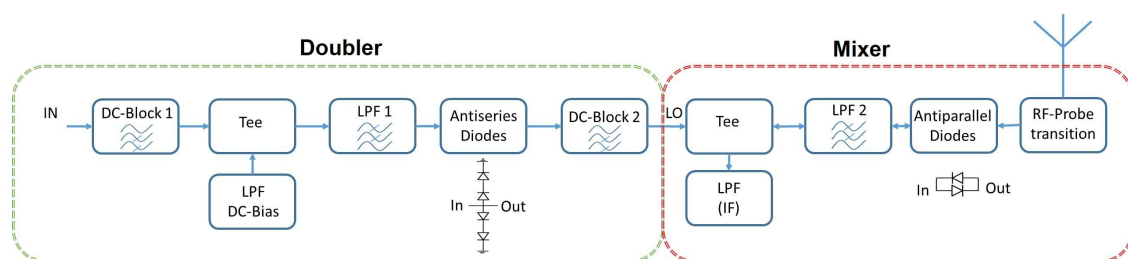 Doubler
Mixer
IN
DC-Block 1
Tee
LPF 1
Antiseries
Diodes
DC-Block 2
LO
Tee
LPF 2
Antiparallel
Diodes
RF-Probe
transition
LPF
DC-Bias
In
Out
LPF
(IF)
In
Out